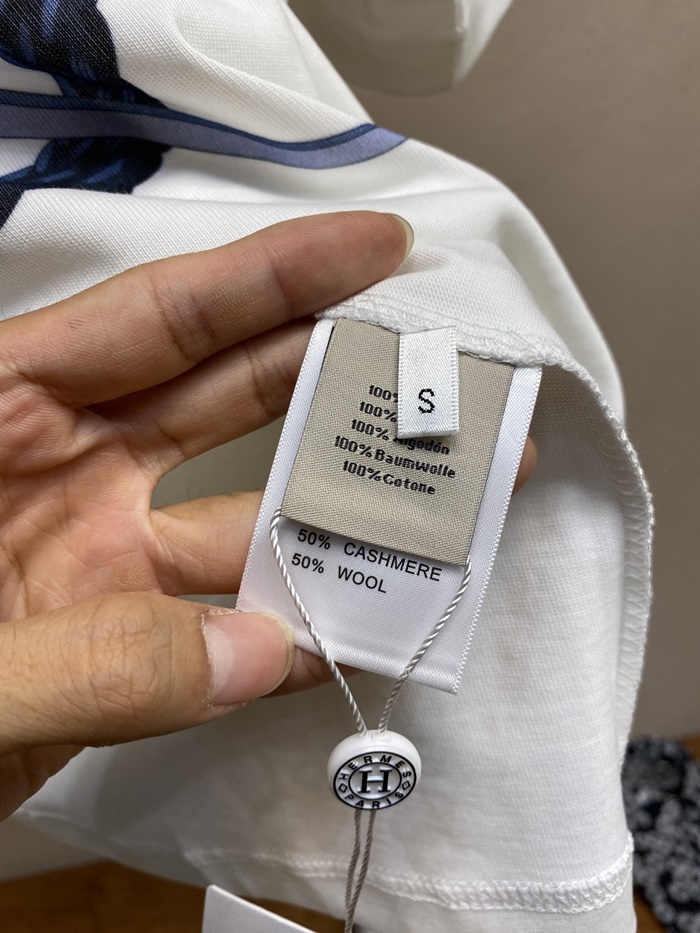 S
100%
100%
100% Algodón
100% Baumwolle
100% Cotone
50% CASHMERE
50% WOOL
HERMES
H
PARIS